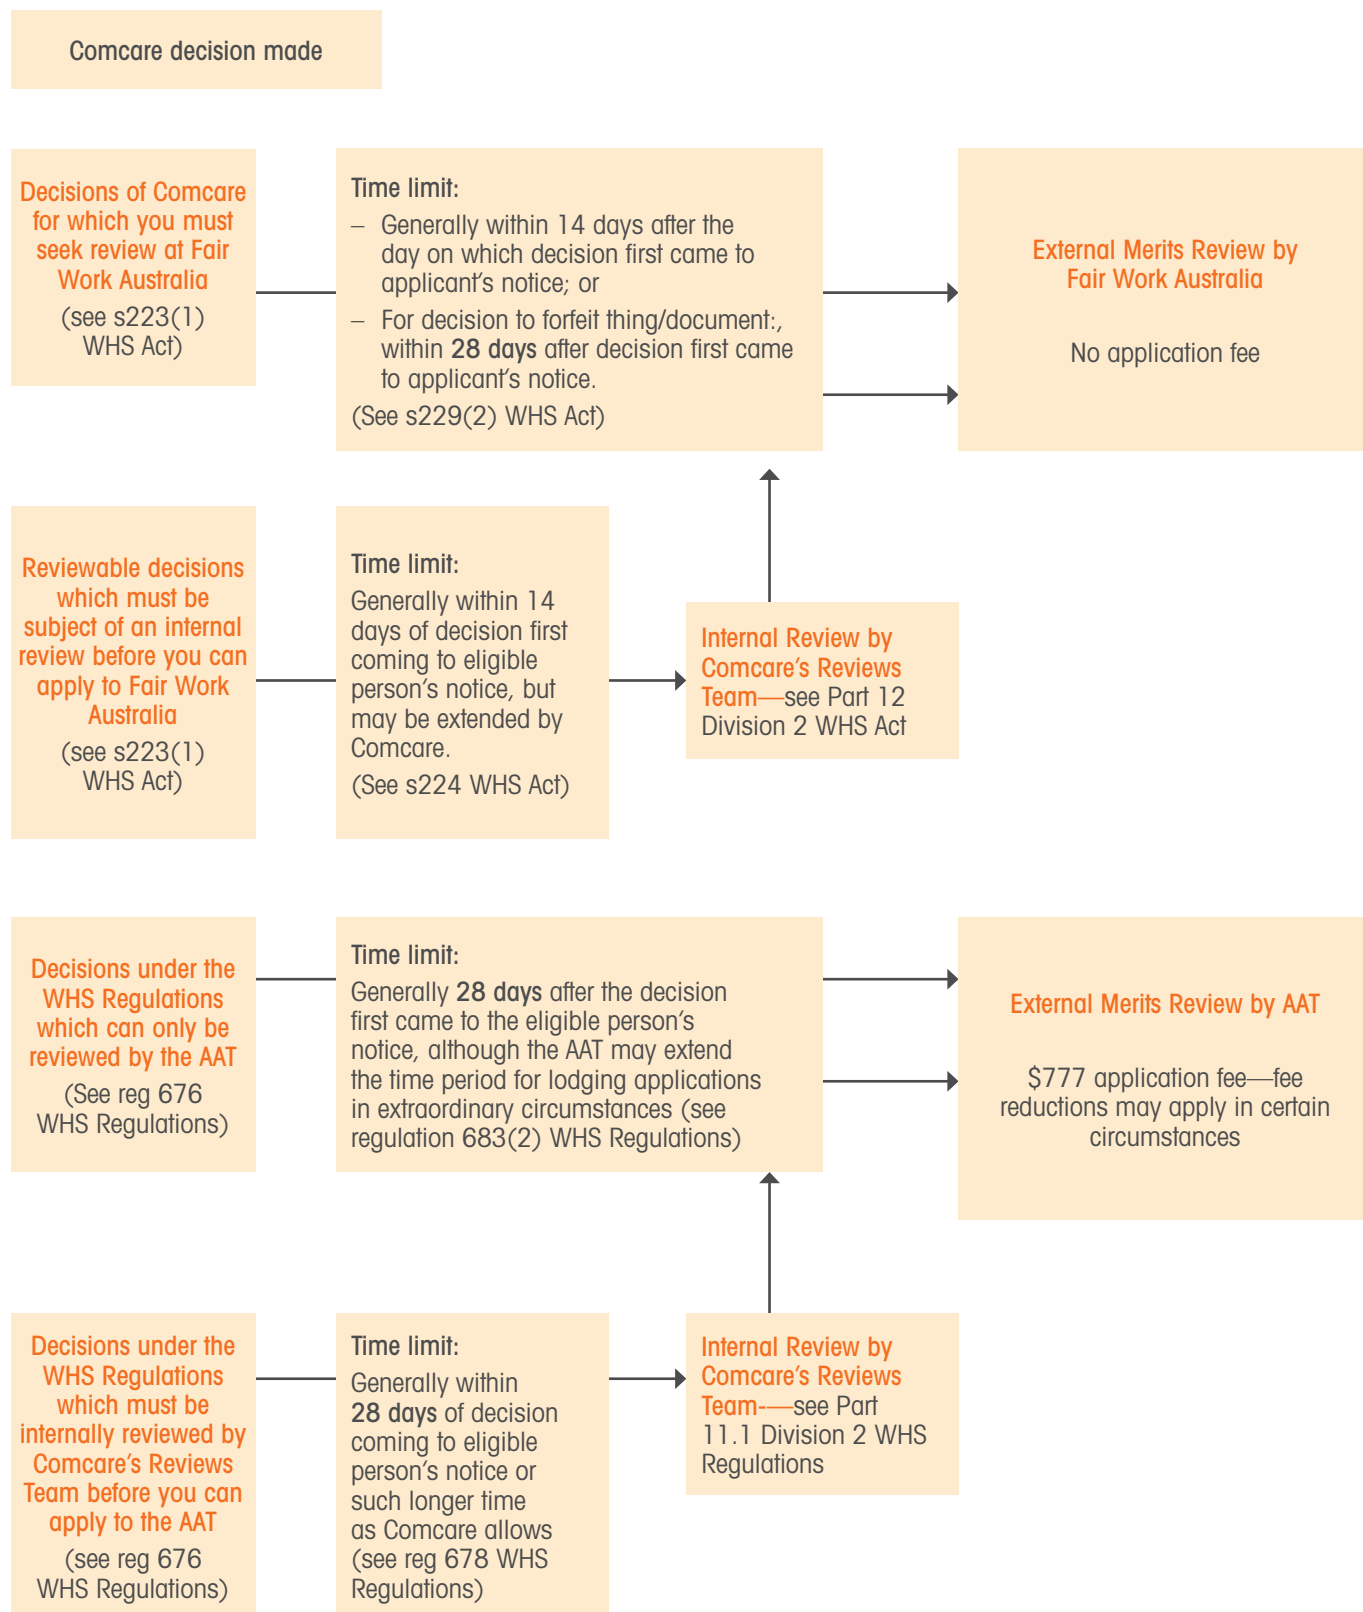 Comcare decision made
Decisions of Comcare
for which you must
seek review at Fair
Work Australia
(see s223(1)
WHS Act)
Time limit:
– Generally within 14 days after the
day on which decision first came to
applicant’s notice; or
– For decision to forfeit thing/document:,
within 28 days after decision first came
to applicant’s notice.
(See s229(2) WHS Act)
External Merits Review by
Fair Work Australia
No application fee
Reviewable decisions
which must be
subject of an internal
review before you can
apply to Fair Work
Australia
(see s223(1)
WHS Act)
Time limit:
Generally within 14
days of decision first
coming to eligible
person’s notice, but
may be extended by
Comcare.
(See s224 WHS Act)
Internal Review by
Comcare’s Reviews
Team—see Part 12
Division 2 WHS Act
Decisions under the
WHS Regulations
which can only be
reviewed by the AAT
(See reg 676
WHS Regulations)
Time limit:
Generally 28 days after the decision
first came to the eligible person’s
notice, although the AAT may extend
the time period for lodging applications
in extraordinary circumstances (see
regulation 683(2) WHS Regulations)
External Merits Review by AAT
$777 application fee—fee
reductions may apply in certain
circumstances
Decisions under the
WHS Regulations
which must be
internally reviewed by
Comcare’s Reviews
Team before you can
apply to the AAT
(see reg 676
WHS Regulations)
Time limit:
Generally within
28 days of decision
coming to eligible
person’s notice or
such longer time
as Comcare allows
(see reg 678 WHS
Regulations)
Internal Review by
Comcare’s Reviews
Team-—see Part
11.1 Division 2 WHS
Regulations